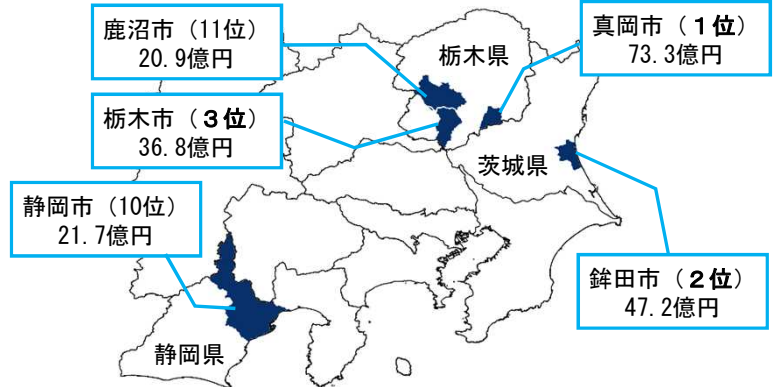 鹿沼市（11位）
20.9億円
栃木県
真岡市（１位）
73.3億円
栃木市（３位）
36.8億円
茨城県
静岡市（10位）
21.7億円
鉾田市（２位）
47.2億円
静岡県